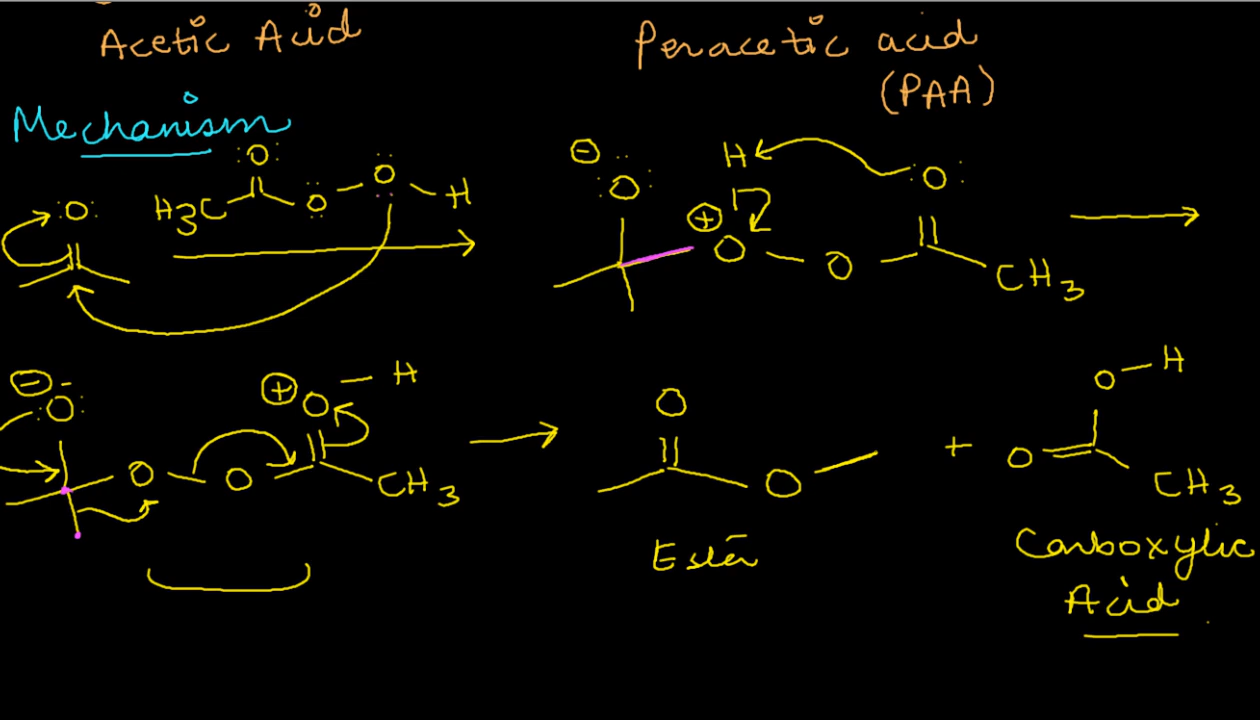 Acetic Acid
Peracetic acid
(PAA)
Mechanism
:O:
H3C O O H
:O:
⊖
:O:
H
:O:
⊕
O O
CH3
⊖
:O:
O O
⊕ O H
CH3
O
O
+
O H
O
CH3
Ester
Carboxylic
Acid